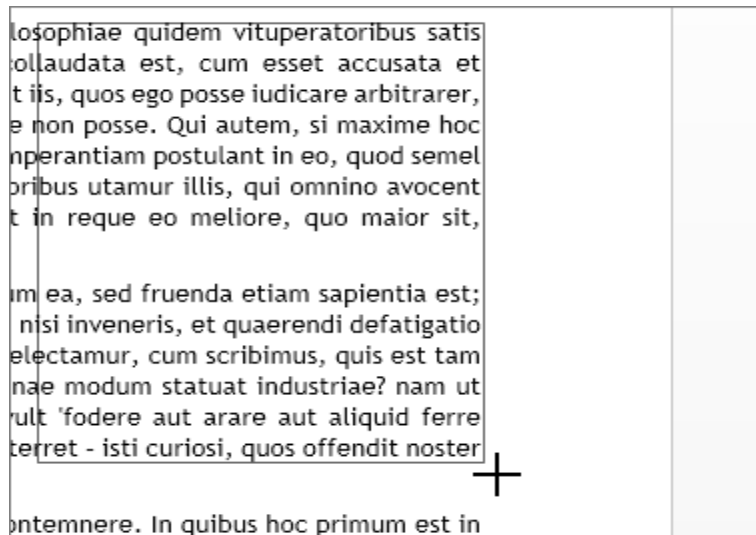 losophiae quidem vituperatoribus satis
ollaudata est, cum esset accusata et
t iis, quos ego posse iudicare arbitrarer,
e non posse. Qui autem, si maxime hoc
mperantiam postulant in eo, quod semel
oribus utamur illis, qui omnino avocent
t in reque eo meliore, quo maior sit,
um ea, sed fruenda etiam sapientia est;
nisi inveneris, et quaerendi defatigatio
electamur, cum scribimus, quis est tam
nae modum statuat industriae? nam ut
vult 'fodere aut arare aut aliquid ferre
terret - isti curiosi, quos offendit noster
ontemnere. In quibus hoc primum est in